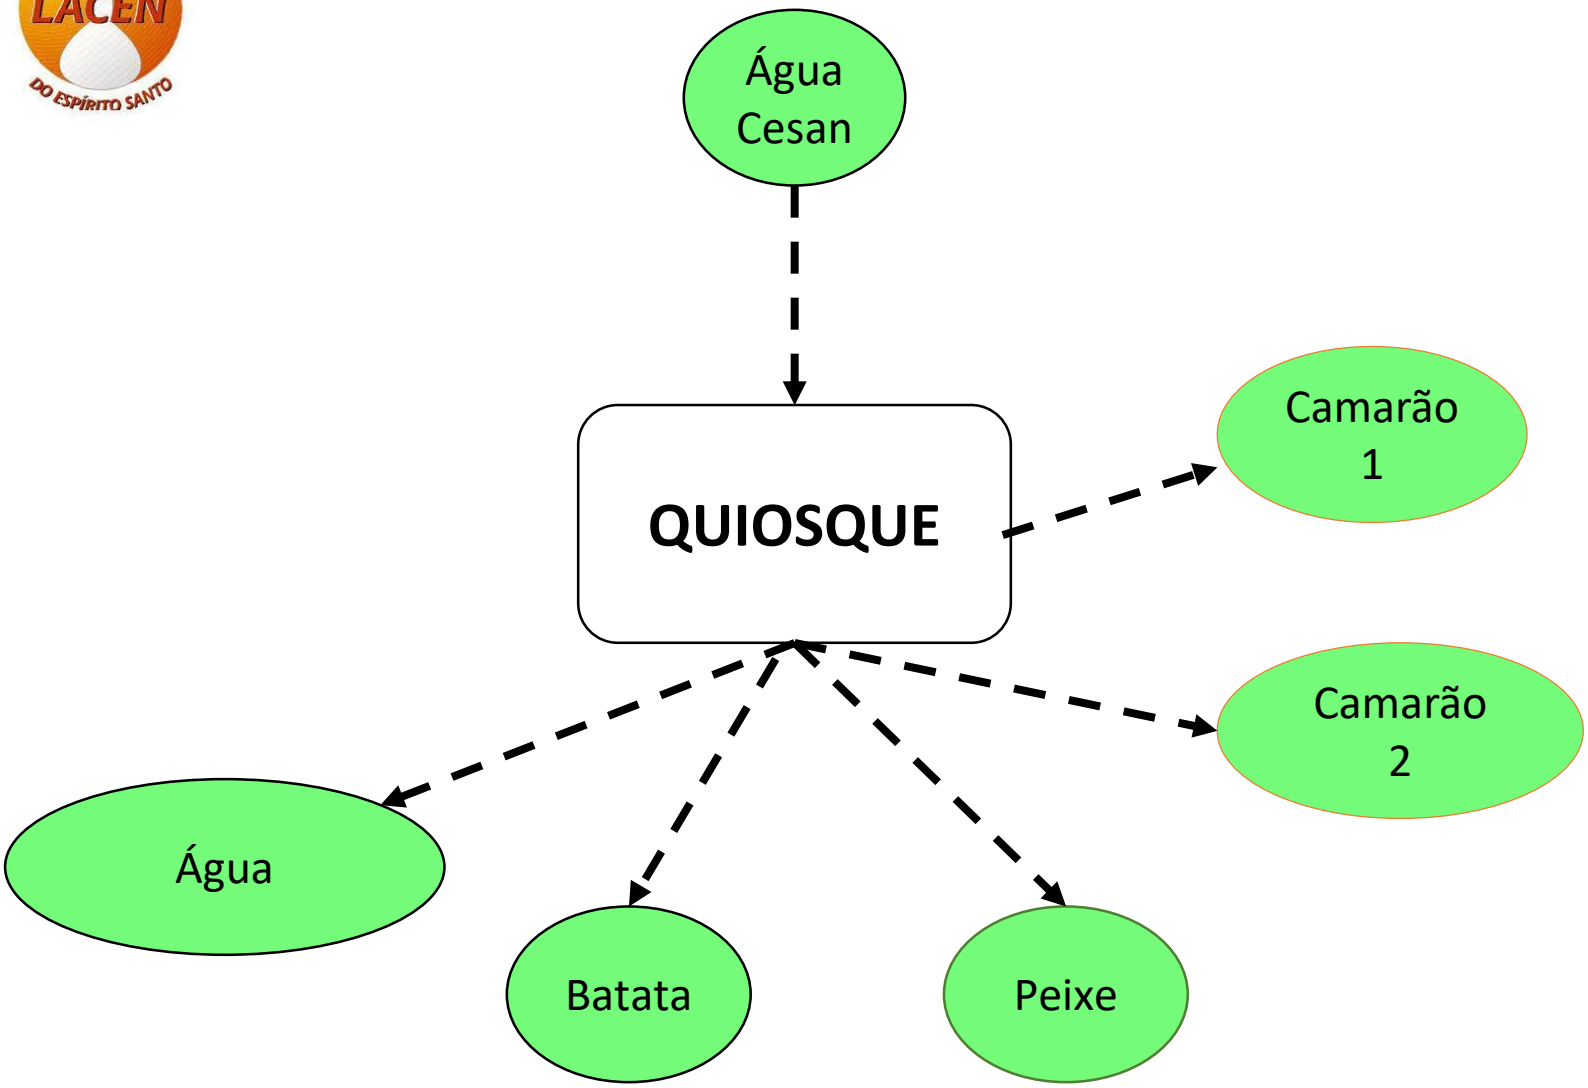 LACEN
DO ESPÍRITO SANTO
Água
Cesan
Camarão
1
QUIOSQUE
Camarão
2
Água
Batata
Peixe